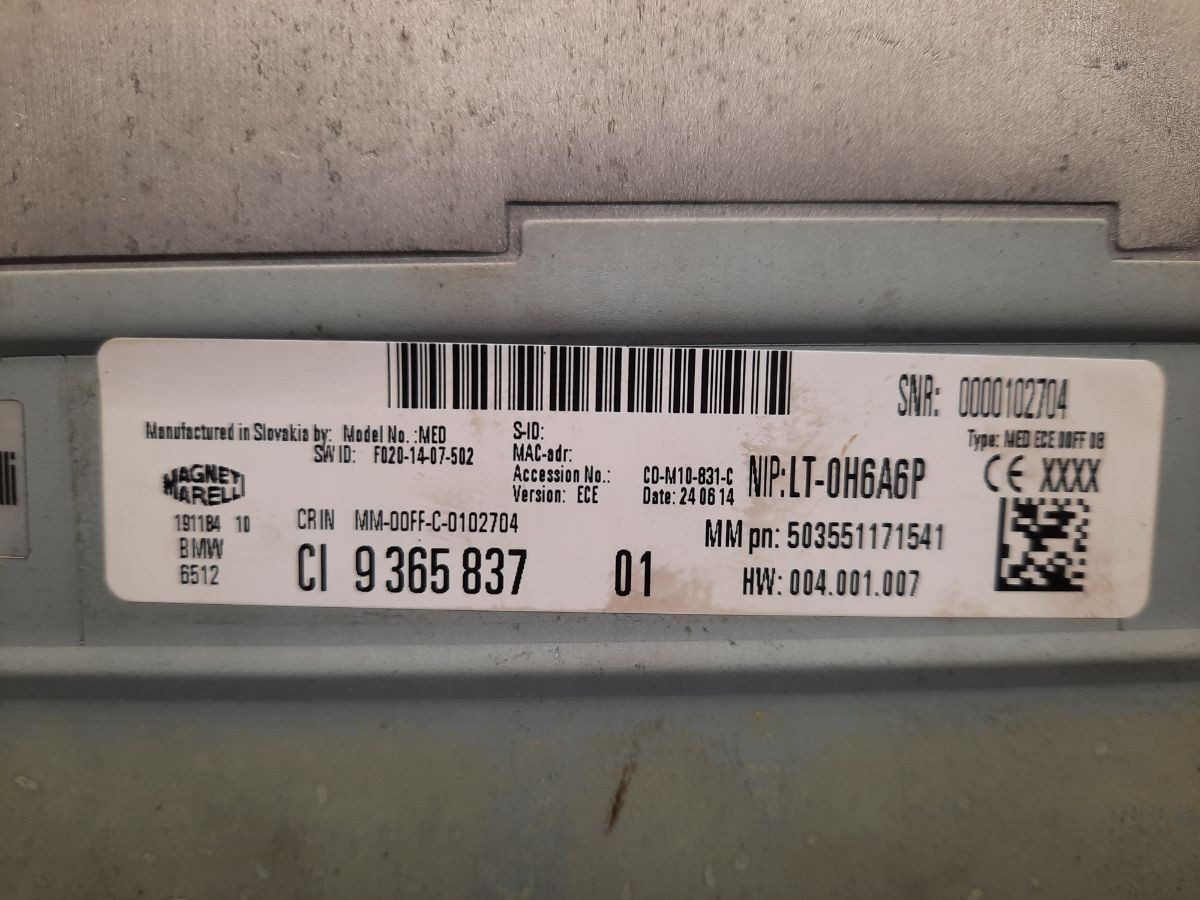 SNR: 0000102704
Manufactured in Slovakia by: Model No. :MED
SW ID: F020-14-07-502
S-ID:
MAC-adr:
Accession No.: CD-M10-831-C
Version: ECE Date: 24 06 14
Type: MED ECE 00FF 08
NIP:LT-0H6A6P
CE XXXX
MAGNETI
MARELLI
191184 10
BMW
6512
CR IN MM-00FF-C-0102704
CI 9 365 837 01
MM pn: 503551171541
HW: 004.001.007